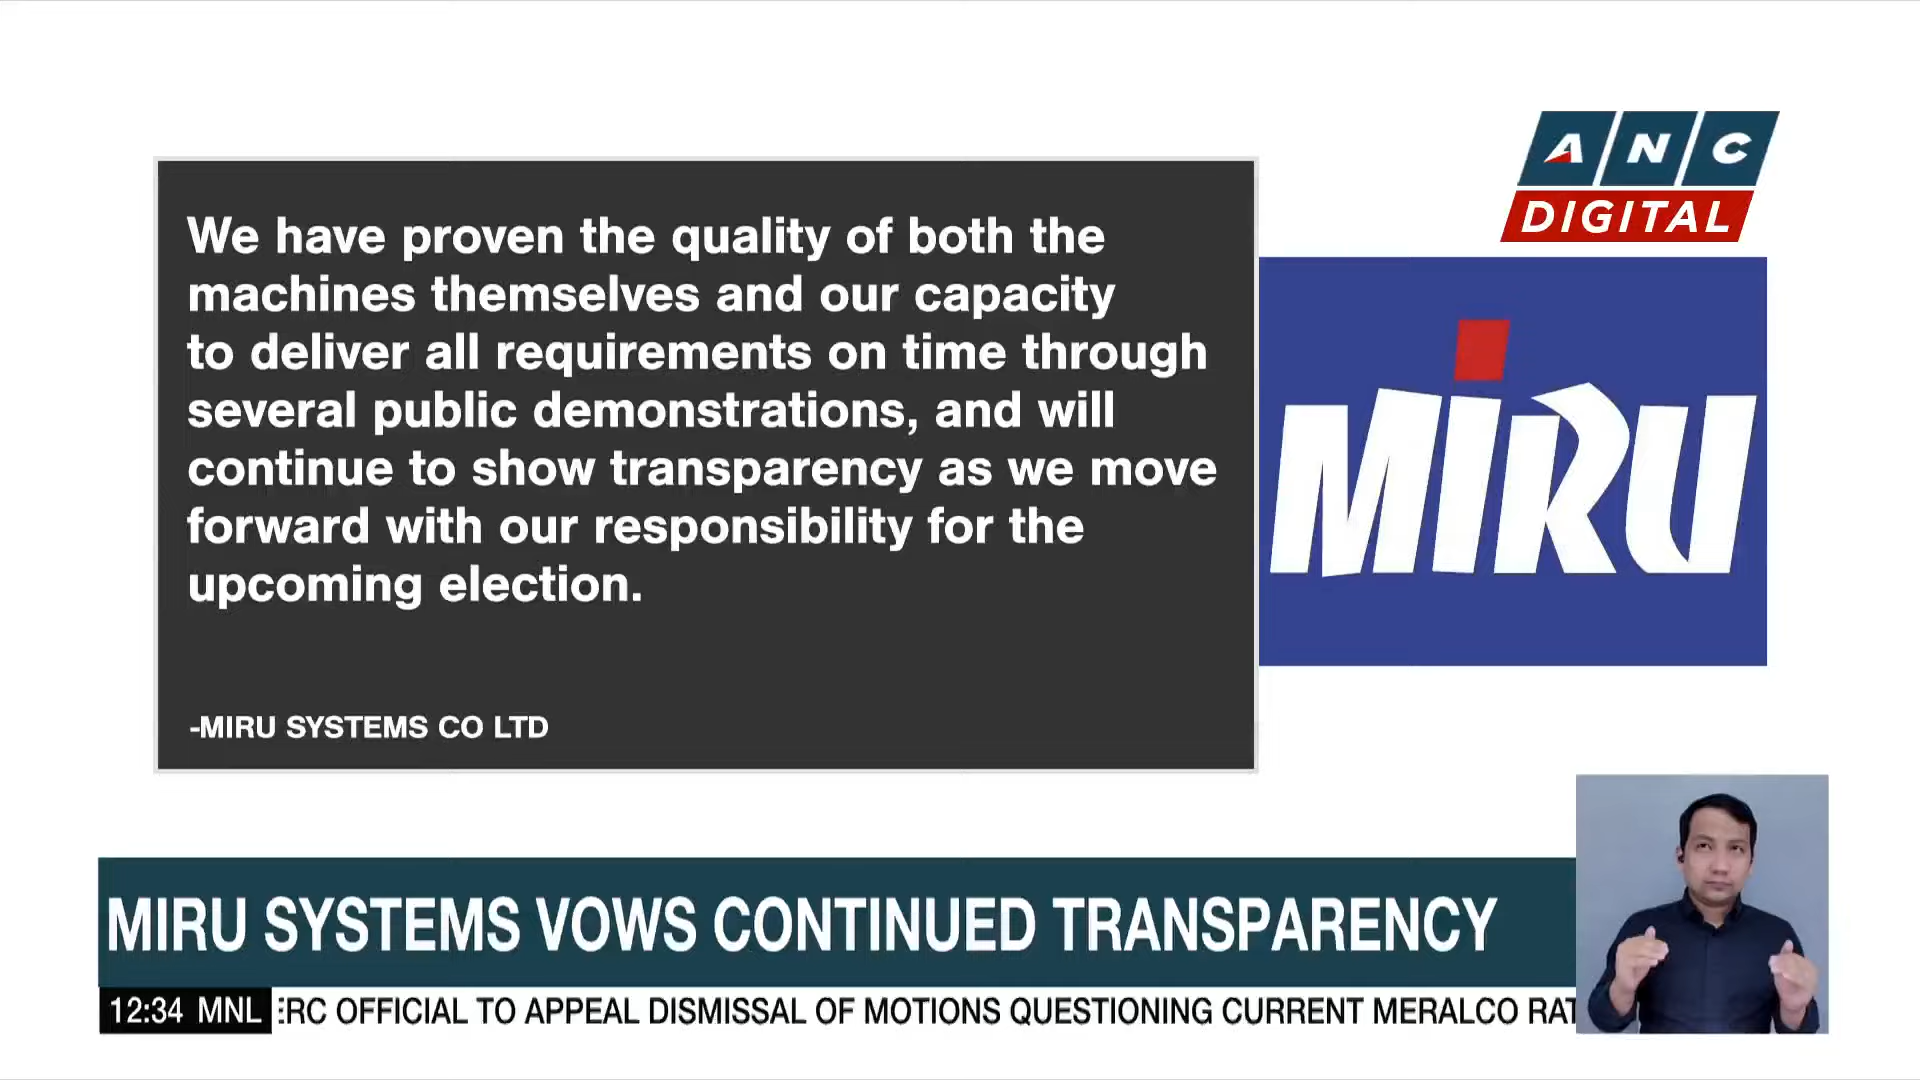 ANC
DIGITAL
We have proven the quality of both the
machines themselves and our capacity
to deliver all requirements on time through
several public demonstrations, and will
continue to show transparency as we move
forward with our responsibility for the
upcoming election.
-MIRU SYSTEMS CO LTD
MIRU
MIRU SYSTEMS VOWS CONTINUED TRANSPARENCY
12:34 MNL
OFFICIAL TO APPEAL DISMISSAL OF MOTIONS QUESTIONING CURRENT MERALCO